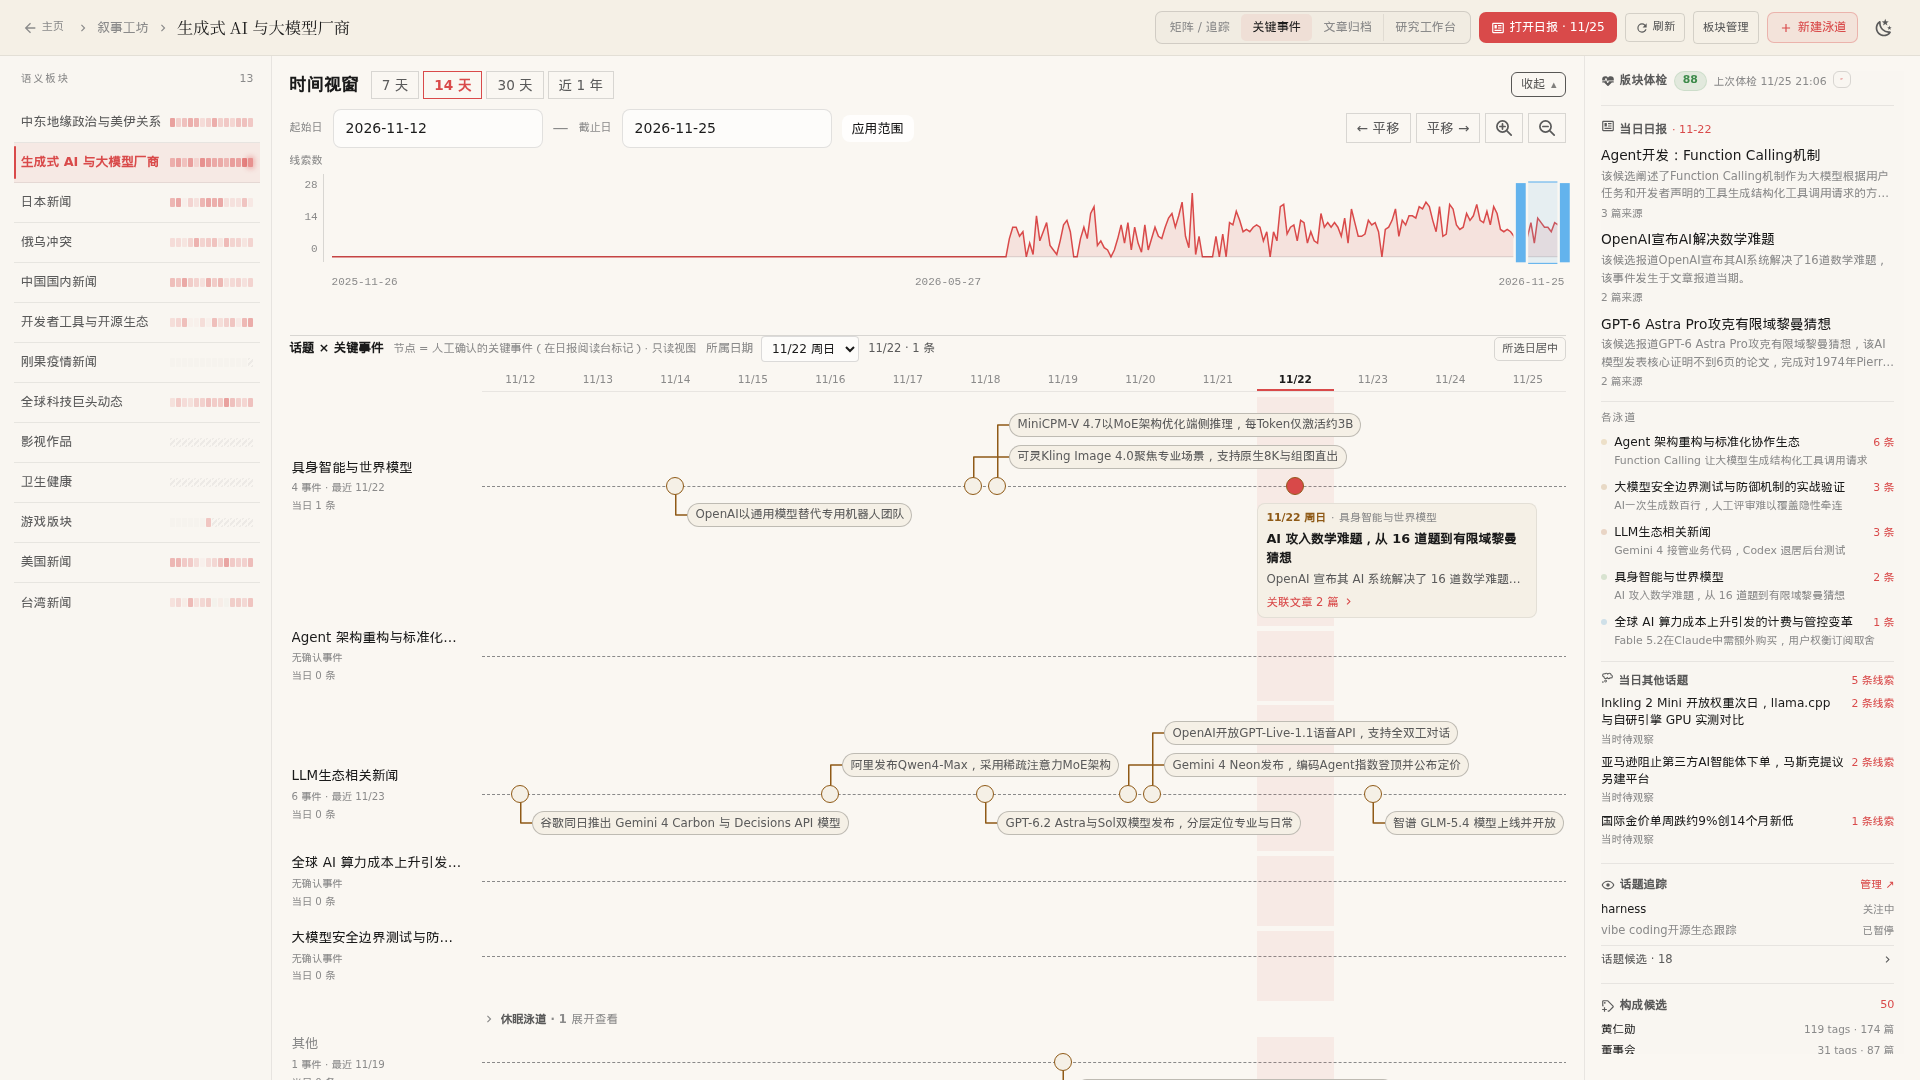 主页
叙事工坊
生成式 AI 与大模型厂商
矩阵 / 追踪
关键事件
文章归档
研究工作台
打开日报 · 11/25
刷新
板块管理
+ 新建泳道
语义板块
13
中东地缘政治与美伊关系
生成式 AI 与大模型厂商
日本新闻
俄乌冲突
中国国内新闻
开发者工具与开源生态
刚果疫情新闻
全球科技巨头动态
影视作品
卫生健康
游戏版块
美国新闻
台湾新闻
时间视窗
7 天
14 天
30 天
近 1 年
收起 ▴
起始日
2026-11-12
—
截止日
2026-11-25
应用范围
← 平移
平移 →
线索数
28
14
0
2025-11-26
2026-05-27
2026-11-25
话题 × 关键事件
节点 = 人工确认的关键事件（在日报阅读台标记）· 只读视图
所属日期
11/22 周日
11/22 · 1 条
所选日居中
11/12
11/13
11/14
11/15
11/16
11/17
11/18
11/19
11/20
11/21
11/22
11/23
11/24
11/25
具身智能与世界模型
4 事件 · 最近 11/22
当日 1 条
MiniCPM-V 4.7以MoE架构优化端侧推理，每Token仅激活约3B
可灵Kling Image 4.0聚焦专业场景，支持原生8K与组图直出
OpenAI以通用模型替代专用机器人团队
11/22 周日 · 具身智能与世界模型
AI 攻入数学难题，从 16 道题到有限域黎曼
猜想
OpenAI 宣布其 AI 系统解决了 16 道数学难题…
关联文章 2 篇 ›
Agent 架构重构与标准化…
无确认事件
当日 0 条
LLM生态相关新闻
6 事件 · 最近 11/23
当日 0 条
OpenAI开放GPT-Live-1.1语音API，支持全双工对话
阿里发布Qwen4-Max，采用稀疏注意力MoE架构
Gemini 4 Neon发布，编码Agent指数登顶并公布定价
谷歌同日推出 Gemini 4 Carbon 与 Decisions API 模型
GPT-6.2 Astra与Sol双模型发布，分层定位专业与日常
智谱 GLM-5.4 模型上线并开放
全球 AI 算力成本上升引发…
无确认事件
当日 0 条
大模型安全边界测试与防…
无确认事件
当日 0 条
休眠泳道 · 1 展开查看
其他
1 事件 · 最近 11/19
版块体检
88
上次体检 11/25 21:06
当日日报 · 11-22
Agent开发：Function Calling机制
该候选阐述了Function Calling机制作为大模型根据用户
任务和开发者声明的工具生成结构化工具调用请求的方…
3 篇来源
OpenAI宣布AI解决数学难题
该候选报道OpenAI宣布其AI系统解决了16道数学难题，
该事件发生于文章报道当期。
2 篇来源
GPT-6 Astra Pro攻克有限域黎曼猜想
该候选报道GPT-6 Astra Pro攻克有限域黎曼猜想，该AI
模型发表核心证明不到6页的论文，完成对1974年Pierr…
2 篇来源
各泳道
Agent 架构重构与标准化协作生态
6 条
Function Calling 让大模型生成结构化工具调用请求
大模型安全边界测试与防御机制的实战验证
3 条
AI一次生成数百行，人工评审难以覆盖隐性牵连
LLM生态相关新闻
3 条
Gemini 4 接管业务代码，Codex 退居后台测试
具身智能与世界模型
2 条
AI 攻入数学难题，从 16 道题到有限域黎曼猜想
全球 AI 算力成本上升引发的计费与管控变革
1 条
Fable 5.2在Claude中需额外购买，用户权衡订阅取舍
当日其他话题
5 条线索
Inkling 2 Mini 开放权重次日，llama.cpp
与自研引擎 GPU 实测对比
2 条线索
当时待观察
亚马逊阻止第三方AI智能体下单，马斯克提议
另建平台
2 条线索
当时待观察
国际金价单周跌约9%创14个月新低
1 条线索
当时待观察
话题追踪
管理 ↗
harness
关注中
vibe coding开源生态跟踪
已暂停
话题候选 · 18
构成候选
50
黄仁勋
119 tags · 174 篇
董事会
31 tags · 87 篇